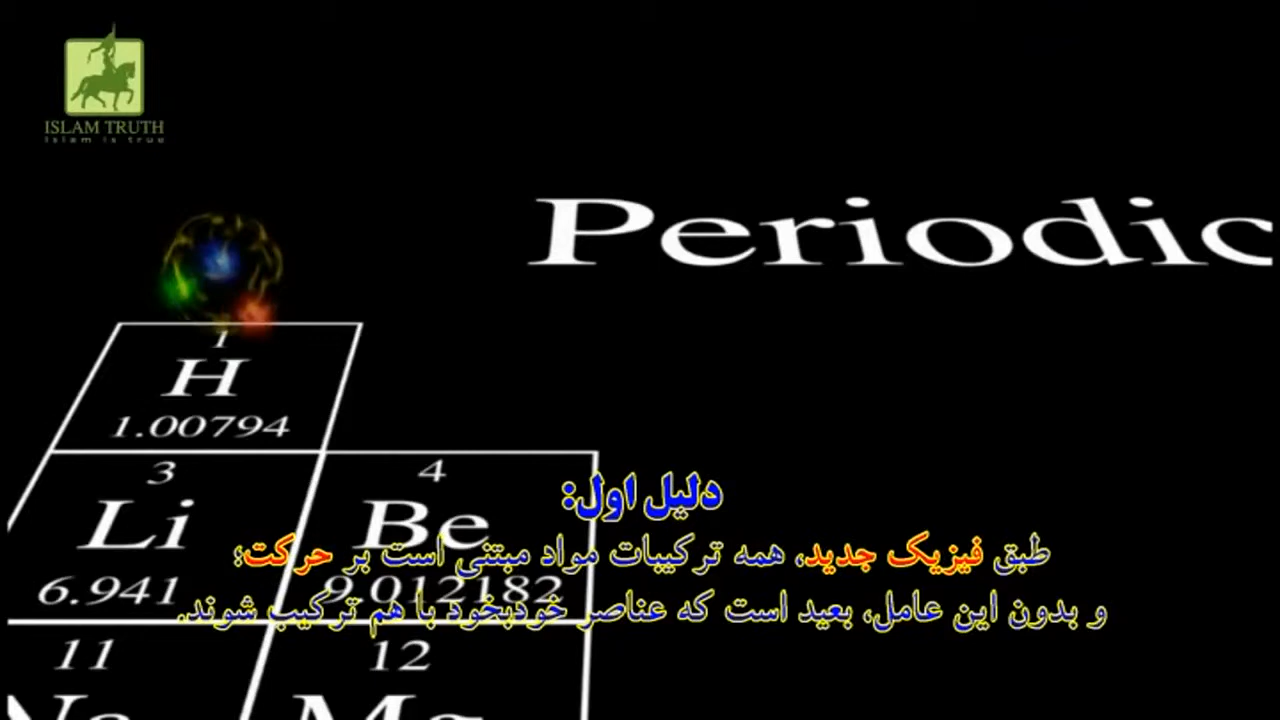 ISLAM TRUTH
islam is true
Periodic
1
H
1.00794
3
Li
6.941
4
Be
9.012182
11
12
دلیل اول:
طبق فیزیک جدید، همه ترکیبات مواد مبتنی است بر حرکت؛
و بدون این عامل، بعید است که عناصر خودبخود با هم ترکیب شوند.